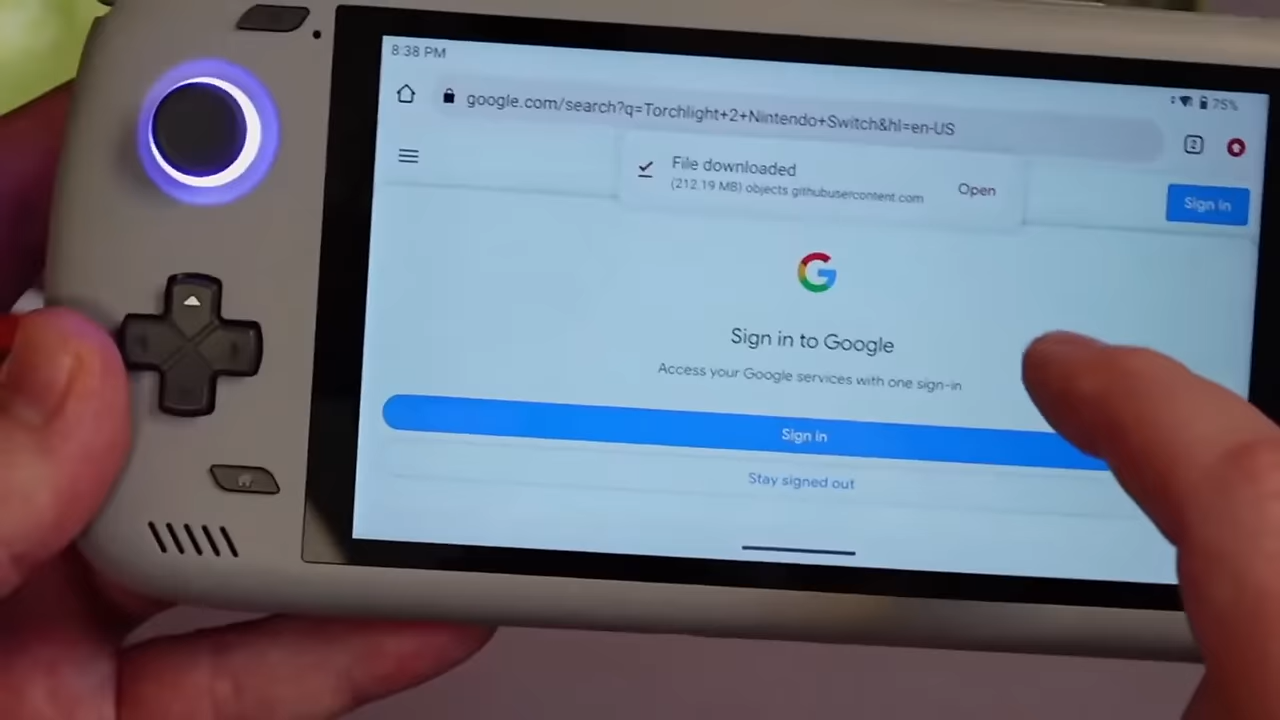 8:38 PM
75%
google.com/search?q=Torchlight+2+Nintendo+Switch&hl=en-US
2
File downloaded
(212.19 MB) objects githubusercontent.com
Open
Sign in
G
Sign in to Google
Access your Google services with one sign-in
Sign in
Stay signed out